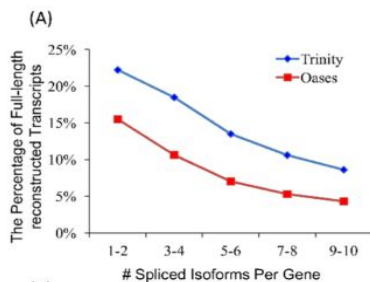 (A)
25%
20%
15%
10%
5%
0%
The Percentage of Full-length
reconstructed Transcripts
Trinity
Oases
1-2 3-4 5-6 7-8 9-10
# Spliced Isoforms Per Gene